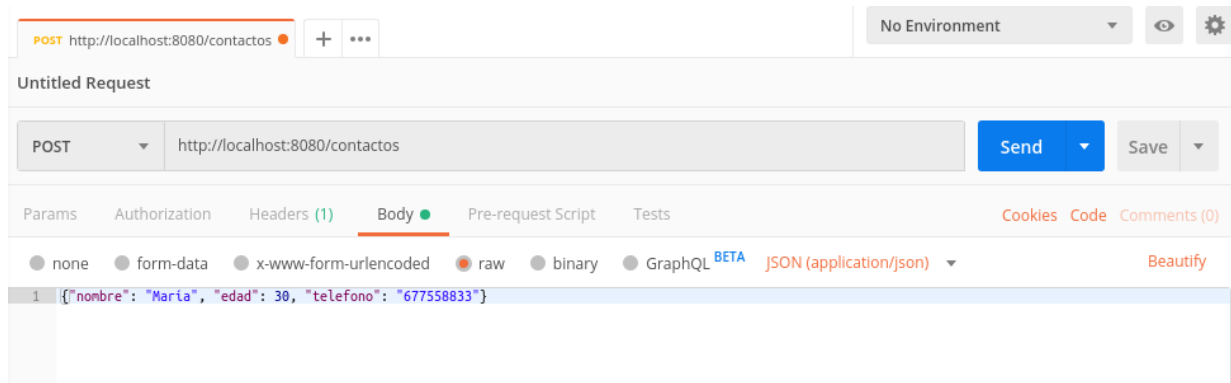 POST http://localhost:8080/contactos
No Environment
Untitled Request
POST http://localhost:8080/contactos Send Save
Params Authorization Headers (1) Body Pre-request Script Tests Cookies Code Comments (0)
none form-data x-www-form-urlencoded raw binary GraphQL BETA JSON (application/json) Beautify
1 {"nombre": "María", "edad": 30, "telefono": "677558833"}